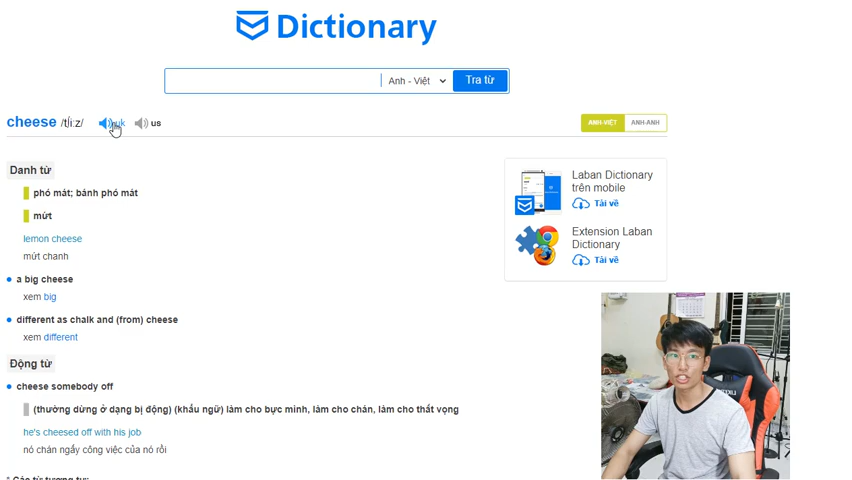 Dictionary
Anh - Việt
Tra từ
cheese /tʃi:z/ uk us
ANH-VIỆT ANH-ANH
Danh từ
phó mát; bánh phó mát
mứt
lemon cheese
mứt chanh
a big cheese
xem big
different as chalk and (from) cheese
xem different
Động từ
cheese somebody off
(thường dùng ở dạng bị động) (khẩu ngữ) làm cho bực mình, làm cho chán, làm cho thất vọng
he's cheesed off with his job
nó chán ngấy công việc của nó rồi
* Các từ tương tự:
Laban Dictionary
trên mobile
Tải về
Extension Laban
Dictionary
Tải về